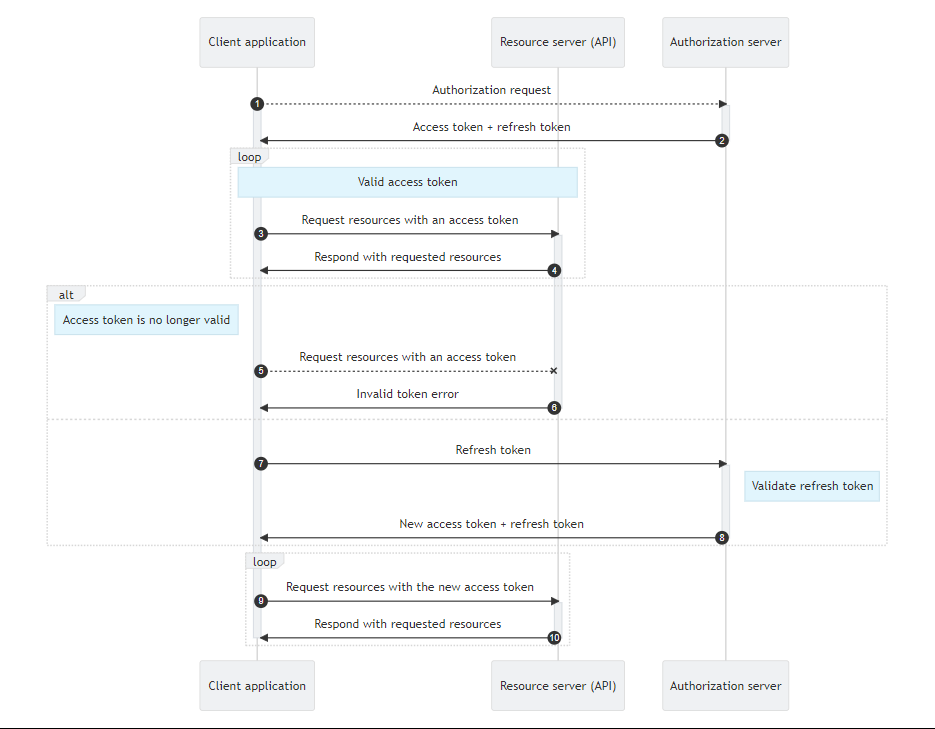 Client application
Resource server (API)
Authorization server
Authorization request
1
Access token + refresh token
2
loop
Valid access token
Request resources with an access token
3
Respond with requested resources
4
alt
Access token is no longer valid
Request resources with an access token
5
Invalid token error
6
Refresh token
7
Validate refresh token
New access token + refresh token
8
loop
Request resources with the new access token
9
Respond with requested resources
10
Client application
Resource server (API)
Authorization server